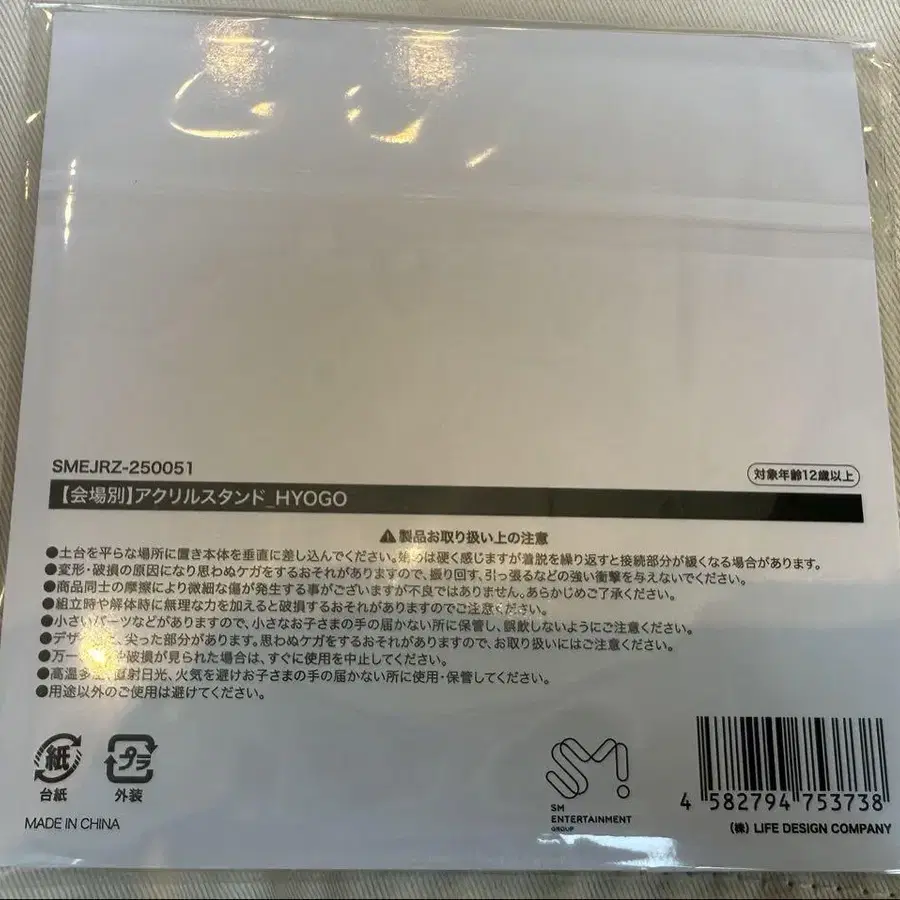 SMEJRZ-250051
対象年齢12歳以上
【会場別】アクリルスタンド_HYOGO
製品お取り扱い上の注意
●土台を平らな場所に置き本体を垂直に差し込んでください。始めは硬く感じますが着脱を繰り返すと接続部分が緩くなる場合があります。
●変形・破損の原因になり思わぬケガをするおそれがありますので、振り回す、引っ張るなどの強い衝撃を与えないでください。
●商品同士の摩擦により微細な傷が発生する事がございますが不良ではありません。あらかじめご了承ください。
●組立時や解体時に無理な力を加えると破損するおそれがありますのでご注意ください。
●小さいパーツなどがありますので、小さなお子さまの手の届かない所に保管し、誤飲しないようにご注意ください。
●デザ 、尖った部分があります。思わぬケガをするおそれがありますので、お取り扱いにはご注意ください。
●万一 破損が見られた場合は、すぐに使用を中止してください。
●高温多 直射日光、火気を避けお子さまの手の届かない所に使用・保管してください。
●用途以外のご使用は避けてください。
紙
プラ
台紙
外装
MADE IN CHINA
SM
ENTERTAINMENT
GROUP
4 582794 753738
(株) LIFE DESIGN COMPANY